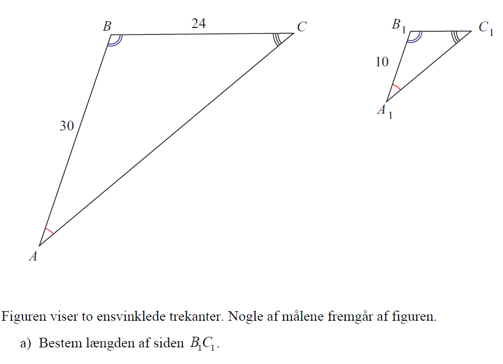 B 24 C
30
A
B₁ C₁
10
A₁
Figuren viser to ensvinklede trekanter. Nogle af målene fremgår af figuren.
a) Bestem længden af siden B₁C₁.